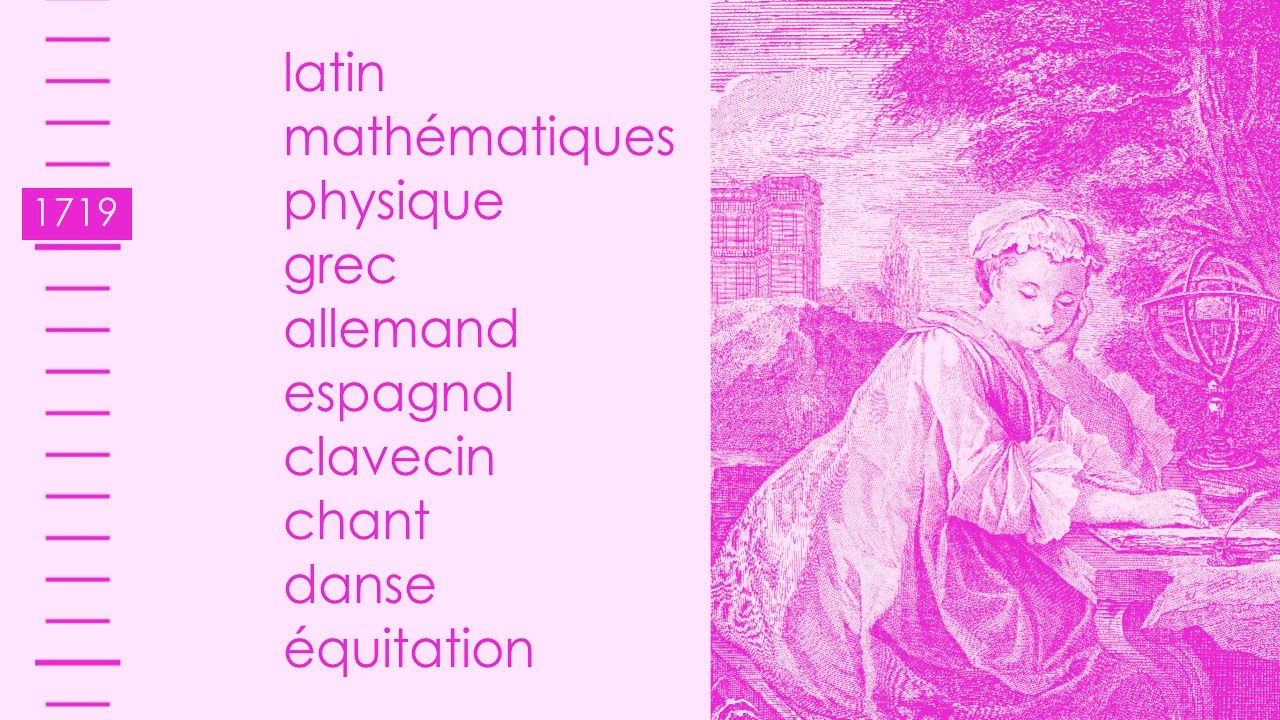 1719
latin
mathématiques
physique
grec
allemand
espagnol
clavecin
chant
danse
équitation